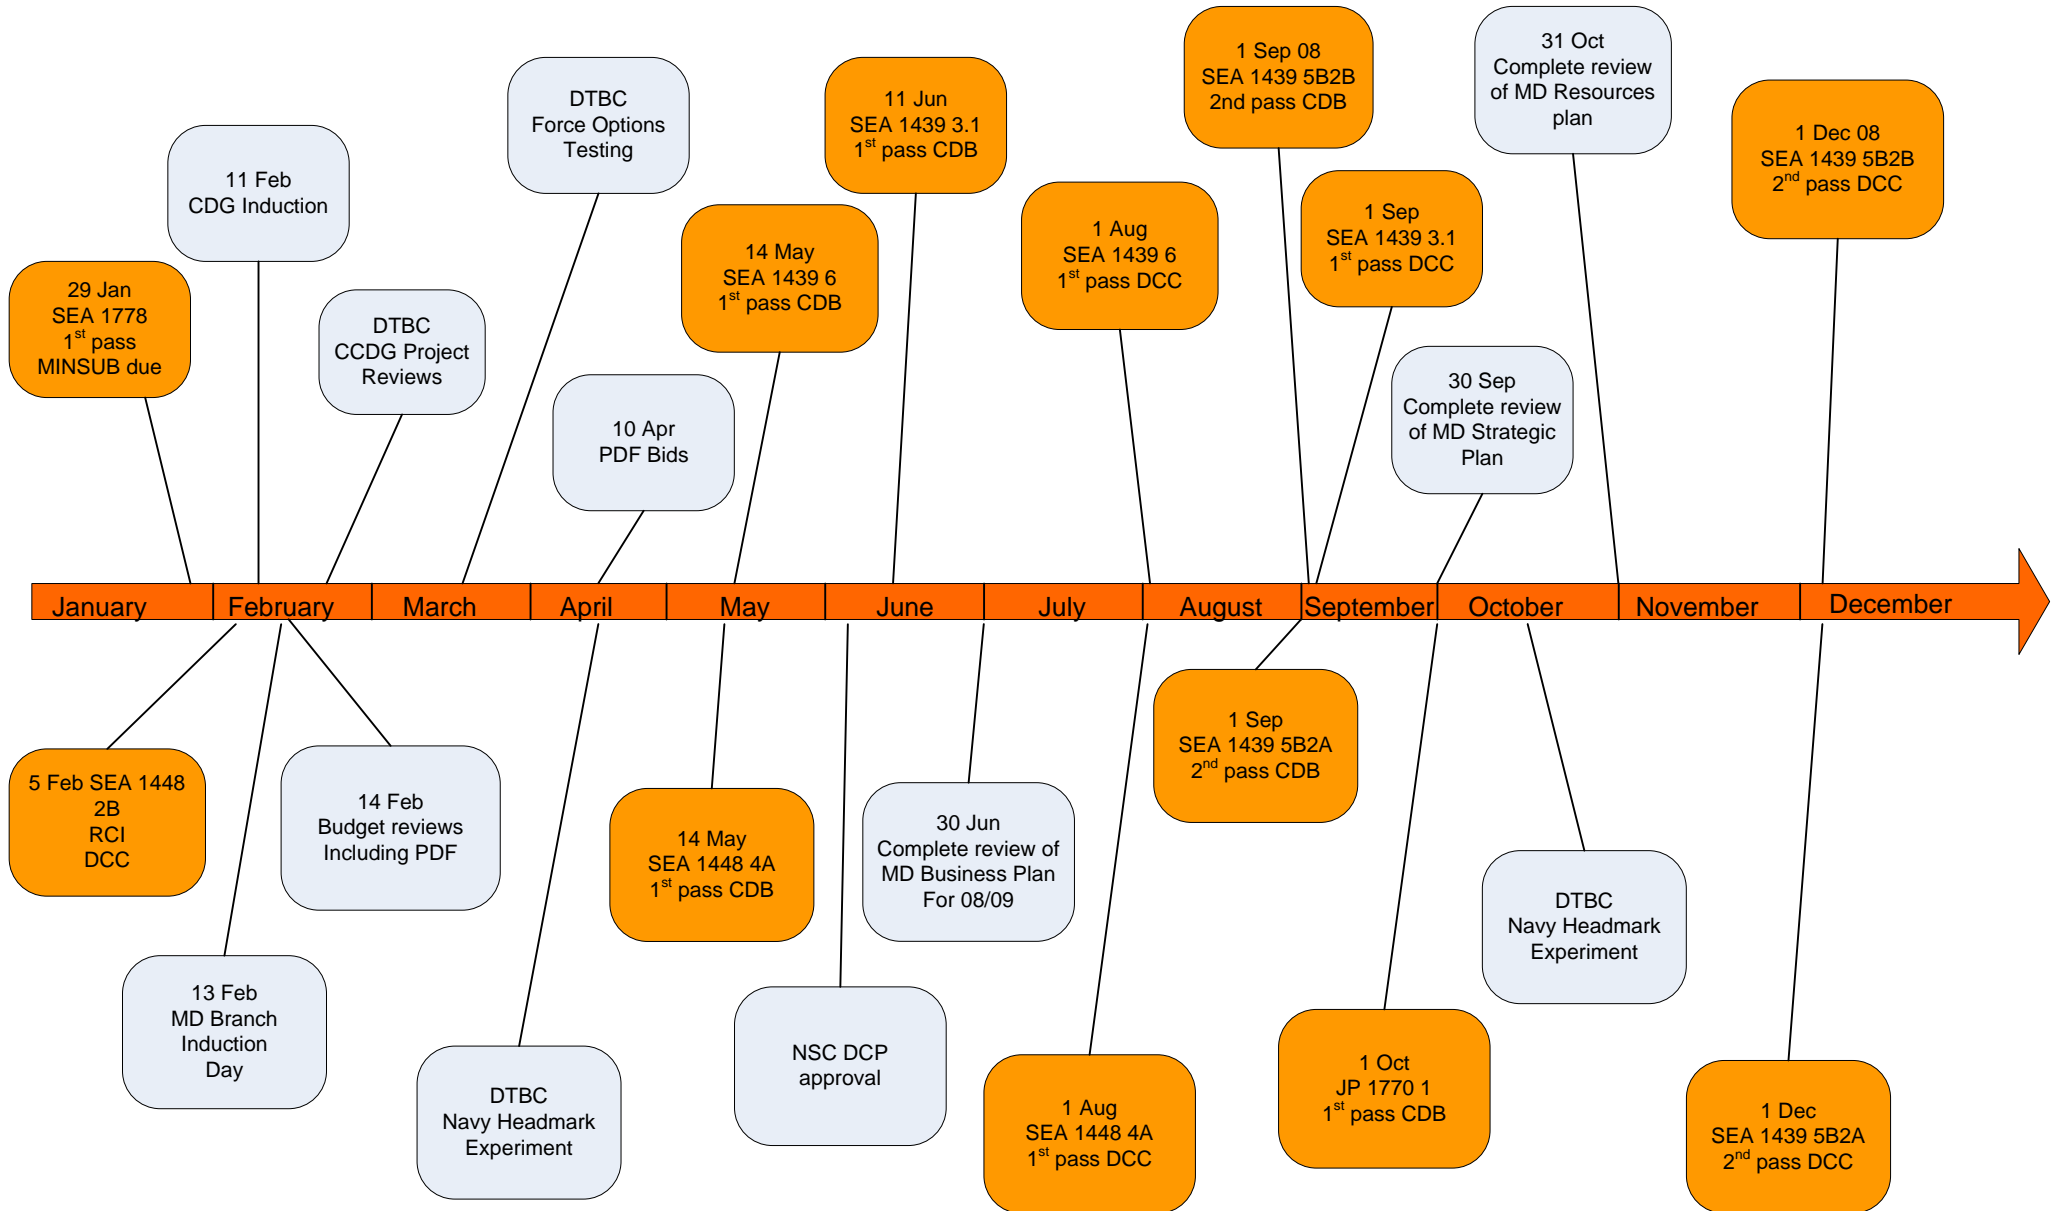 29 Jan
SEA 1778
1st pass
MINSUB due
11 Feb
CDG Induction
DTBC
CCDG Project
Reviews
DTBC
Force Options
Testing
10 Apr
PDF Bids
14 May
SEA 1439 6
1st pass CDB
11 Jun
SEA 1439 3.1
1st pass CDB
1 Aug
SEA 1439 6
1st pass DCC
1 Sep 08
SEA 1439 5B2B
2nd pass CDB
1 Sep
SEA 1439 3.1
1st pass DCC
30 Sep
Complete review
of MD Strategic
Plan
31 Oct
Complete review
of MD Resources
plan
1 Dec 08
SEA 1439 5B2B
2nd pass DCC
January
February
March
April
May
June
July
August
September
October
November
December
5 Feb SEA 1448
2B
RCI
DCC
13 Feb
MD Branch
Induction
Day
14 Feb
Budget reviews
Including PDF
DTBC
Navy Headmark
Experiment
14 May
SEA 1448 4A
1st pass CDB
NSC DCP
approval
30 Jun
Complete review of
MD Business Plan
For 08/09
1 Aug
SEA 1448 4A
1st pass DCC
1 Sep
SEA 1439 5B2A
2nd pass CDB
1 Oct
JP 1770 1
1st pass CDB
DTBC
Navy Headmark
Experiment
1 Dec
SEA 1439 5B2A
2nd pass DCC